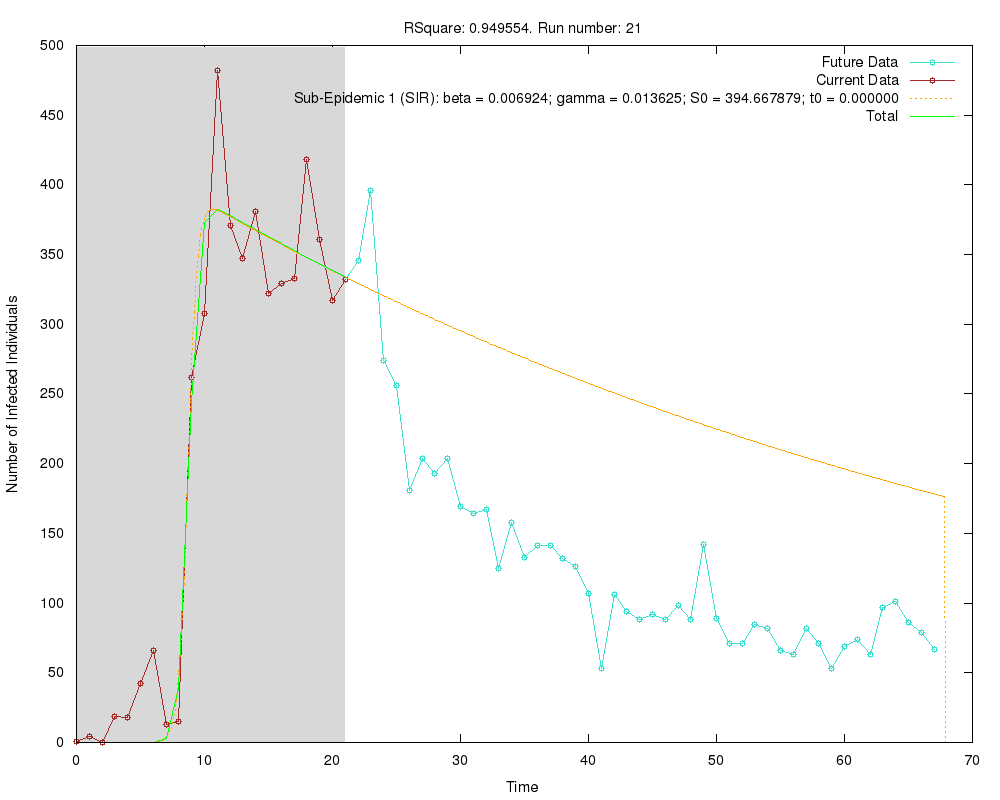 RSquare: 0.949554. Run number: 21
500
450
400
350
300
250
200
150
100
50
0
Number of Infected Individuals
Future Data
Current Data
Sub-Epidemic 1 (SIR): beta = 0.006924; gamma = 0.013625; S0 = 394.667879; t0 = 0.000000
Total
0 10 20 30 40 50 60 70
Time